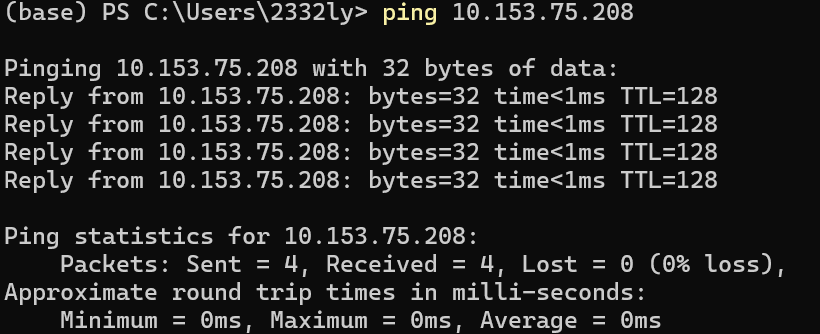 (base) PS C:\Users\2332ly> ping 10.153.75.208
Pinging 10.153.75.208 with 32 bytes of data:
Reply from 10.153.75.208: bytes=32 time<1ms TTL=128
Reply from 10.153.75.208: bytes=32 time<1ms TTL=128
Reply from 10.153.75.208: bytes=32 time<1ms TTL=128
Reply from 10.153.75.208: bytes=32 time<1ms TTL=128
Ping statistics for 10.153.75.208:
    Packets: Sent = 4, Received = 4, Lost = 0 (0% loss),
Approximate round trip times in milli-seconds:
    Minimum = 0ms, Maximum = 0ms, Average = 0ms